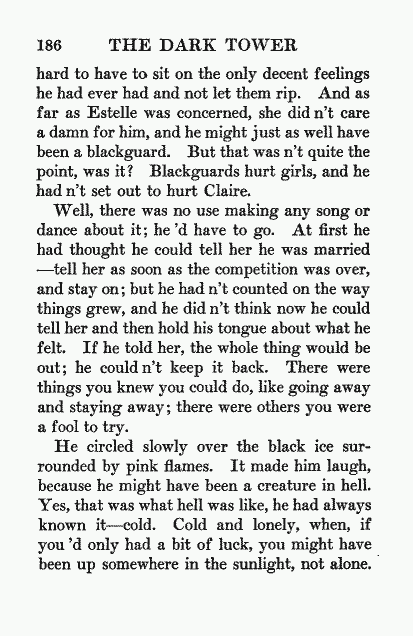 186 THE DARK TOWER
hard to have to sit on the only decent feelings
he had ever had and not let them rip. And as
far as Estelle was concerned, she did n't care
a damn for him, and he might just as well have
been a blackguard. But that was n't quite the
point, was it? Blackguards hurt girls, and he
had n't set out to hurt Claire.
Well, there was no use making any song or
dance about it; he 'd have to go. At first he
had thought he could tell her he was married
—tell her as soon as the competition was over,
and stay on; but he had n't counted on the way
things grew, and he did n't think now he could
tell her and then hold his tongue about what he
felt. If he told her, the whole thing would be
out; he could n't keep it back. There were
things you knew you could do, like going away
and staying away; there were others you were
a fool to try.
He circled slowly over the black ice sur-
rounded by pink flames. It made him laugh,
because he might have been a creature in hell.
Yes, that was what hell was like, he had always
known it—cold. Cold and lonely, when, if
you 'd only had a bit of luck, you might have
been up somewhere in the sunlight, not alone.